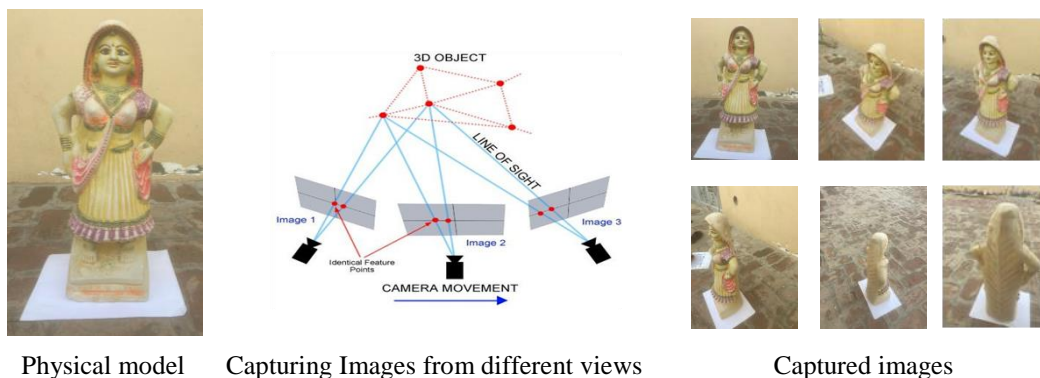 3D OBJECT
LINE OF SIGHT
Image 1
Image 2
Image 3
Identical Feature
Points
CAMERA MOVEMENT
Physical model
Capturing Images from different views
Captured images